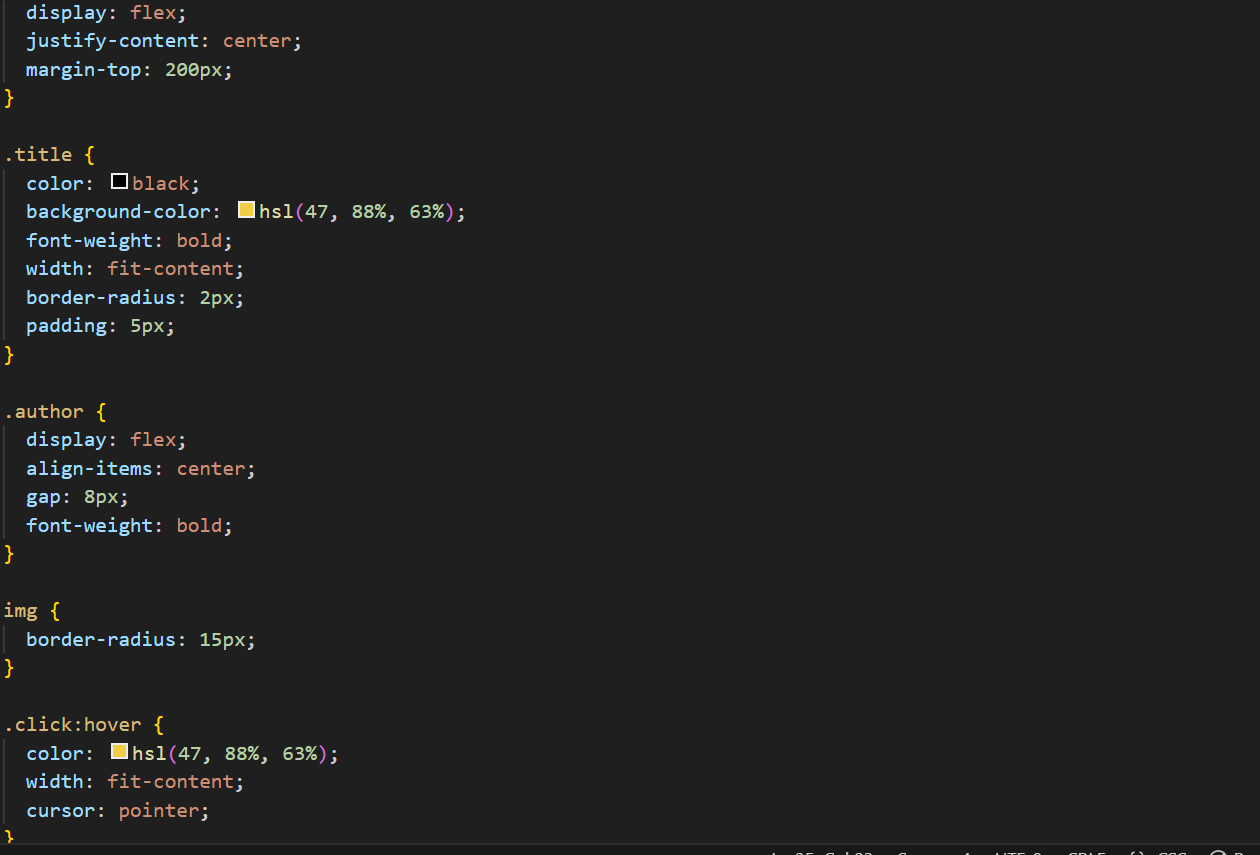 display: flex;
justify-content: center;
margin-top: 200px;
}
.title {
color: black;
background-color: hsl(47, 88%, 63%);
font-weight: bold;
width: fit-content;
border-radius: 2px;
padding: 5px;
}
.author {
display: flex;
align-items: center;
gap: 8px;
font-weight: bold;
}
img {
border-radius: 15px;
}
.click:hover {
color: hsl(47, 88%, 63%);
width: fit-content;
cursor: pointer;
}